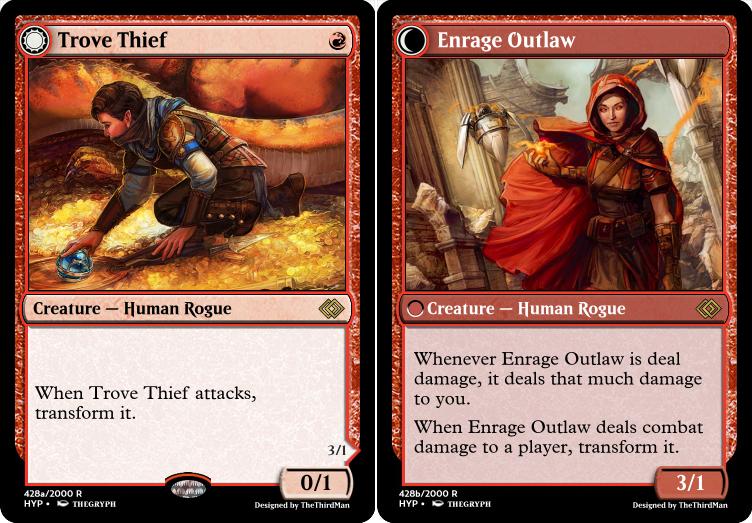 Trove Thief
Creature — Human Rogue
When Trove Thief attacks,
transform it.
3/1
0/1
428a/2000 R
HYP • THEGRYPH
Designed by TheThirdMan
Enrage Outlaw
Creature — Human Rogue
Whenever Enrage Outlaw is deal
damage, it deals that much damage
to you.
When Enrage Outlaw deals combat
damage to a player, transform it.
3/1
428b/2000 R
HYP • THEGRYPH
Designed by TheThirdMan